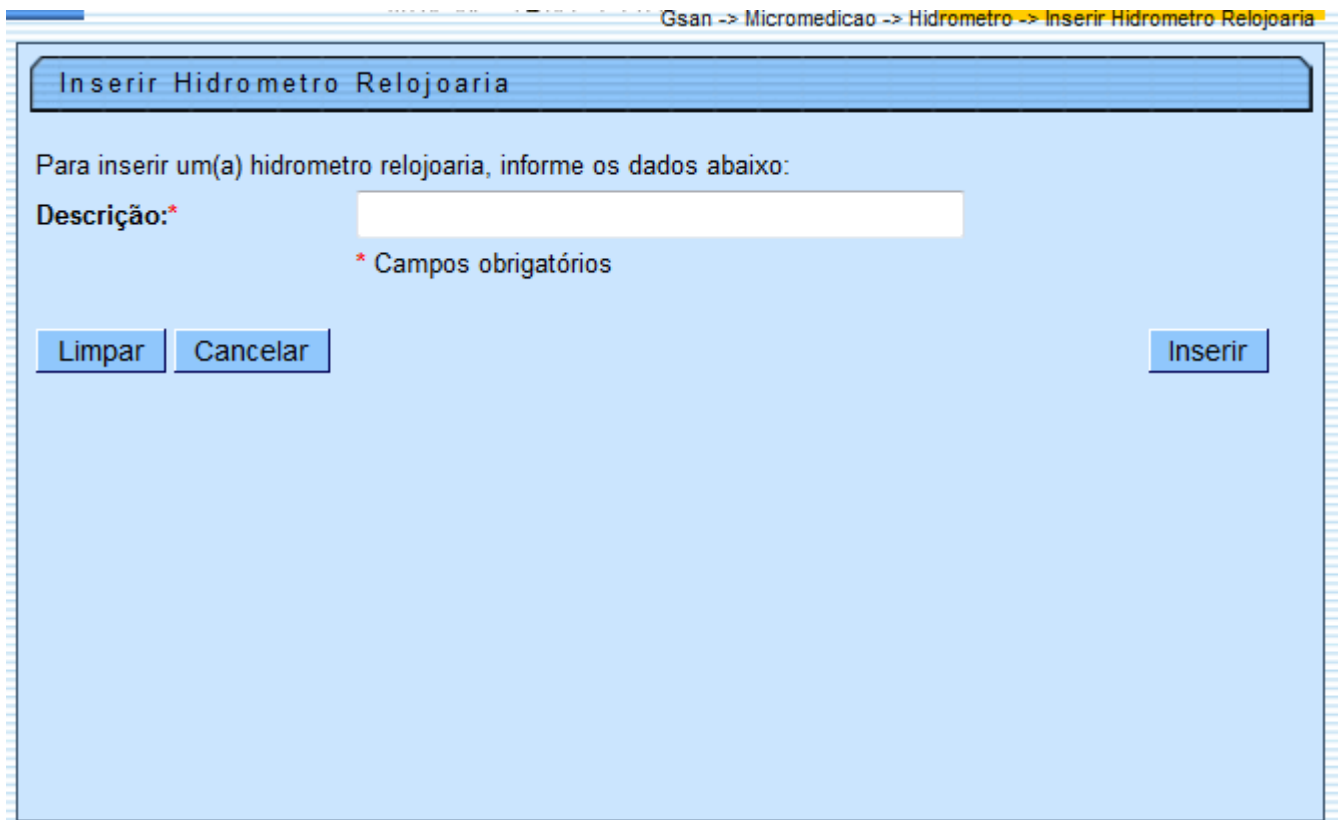 Gsan -> Micromedicao -> Hidrometro -> Inserir Hidrometro Relojoaria
Inserir Hidrometro Relojoaria
Para inserir um(a) hidrometro relojoaria, informe os dados abaixo:
Descrição:*
* Campos obrigatórios
Limpar Cancelar Inserir